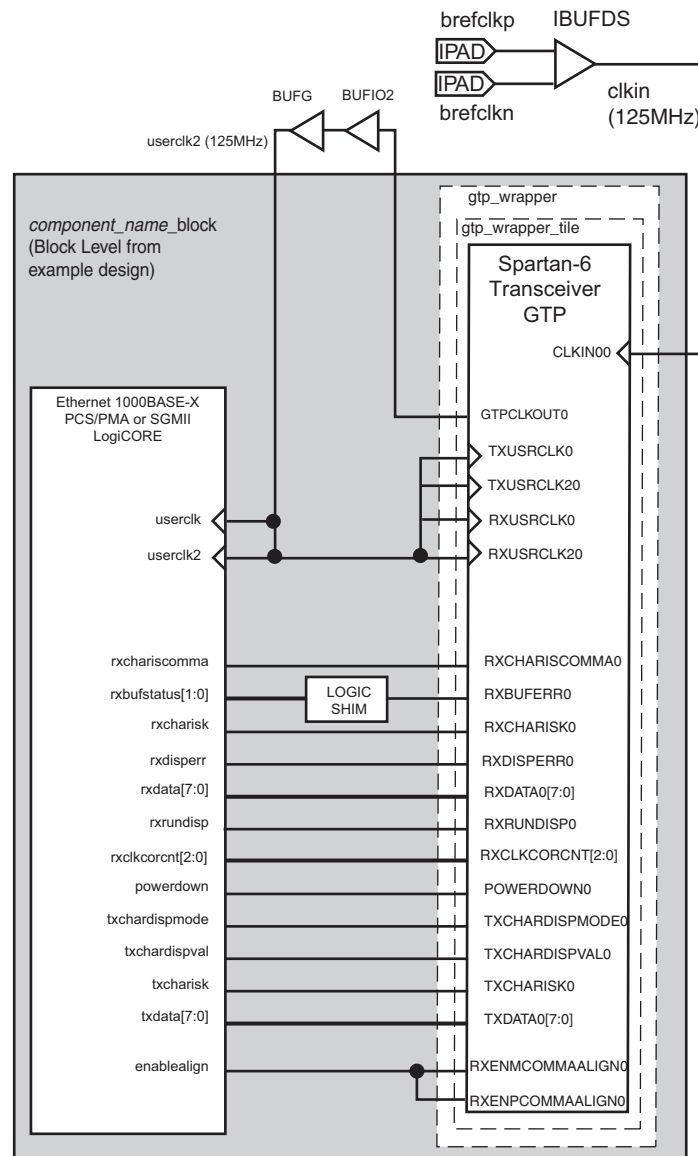 brefclkp
IBUFDS
IPAD
IPAD
brefclkn
clkin
(125MHz)
BUFG
BUFIO2
userclk2 (125MHz)
component_name_block
(Block Level from
example design)
gtp_wrapper
gtp_wrapper_tile
Spartan-6
Transceiver
GTP
CLKIN00
Ethernet 1000BASE-X
PCS/PMA or SGMII
LogiCORE
GTPCLKOUT0
TXUSRCLK0
TXUSRCLK20
userclk
RXUSRCLK0
userclk2
RXUSRCLK20
rxchariscomma
RXCHARISCOMMA0
rxbufstatus[1:0]
LOGIC
SHIM
RXBUFERR0
rxcharisk
RXCHARISK0
rxdisperr
RXDISPERR0
rxdata[7:0]
RXDATA0[7:0]
rxrundisp
RXRUNDISP0
rxclkcorcnt[2:0]
RXCLKCORCNT[2:0]
powerdown
POWERDOWN0
txchardispmode
TXCHARDISPMODE0
txchardispval
TXCHARDISPVAL0
txcharisk
TXCHARISK0
txdata[7:0]
TXDATA0[7:0]
enablealign
RXENMCOMMAALIGN0
RXENPCOMMAALIGN0